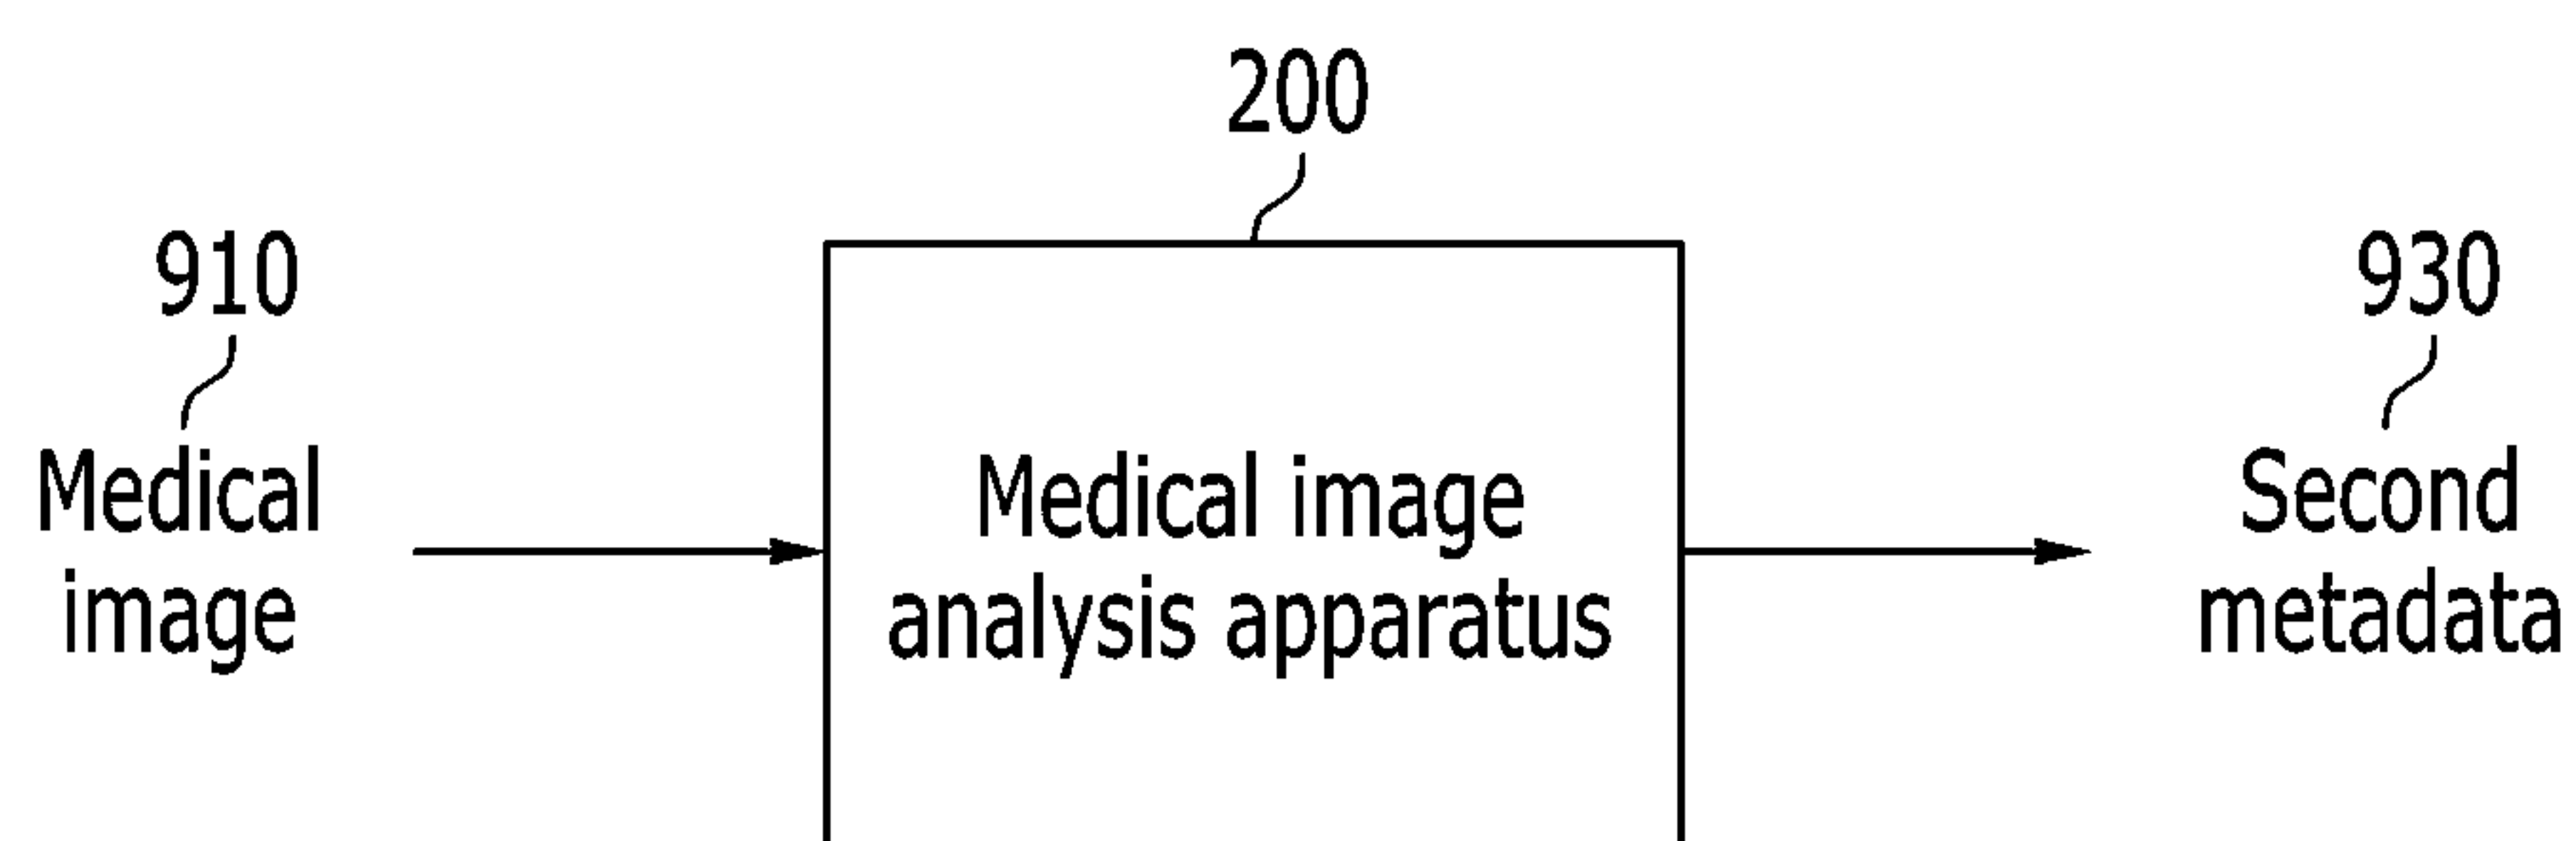 200
910
930
Medical
image
Medical image
analysis apparatus
Second
metadata